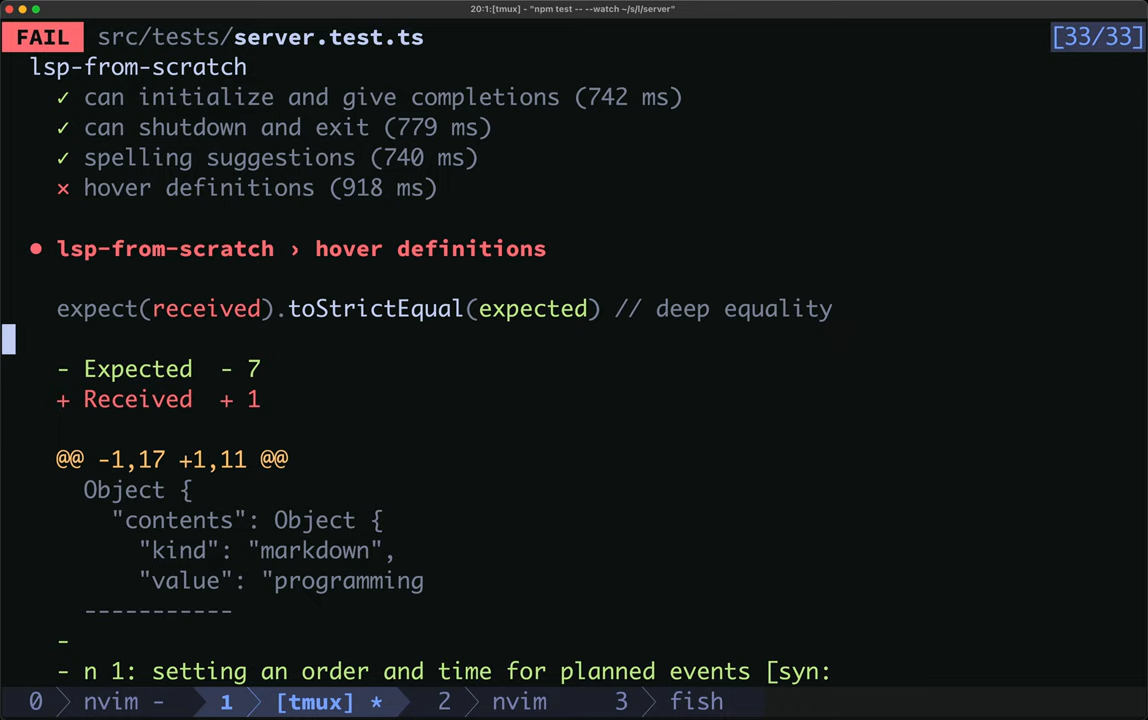 20:1:[tmux] - "npm test -- --watch ~/s/l/server"
FAIL src/tests/server.test.ts [33/33]
lsp-from-scratch
✓ can initialize and give completions (742 ms)
✓ can shutdown and exit (779 ms)
✓ spelling suggestions (740 ms)
✕ hover definitions (918 ms)
● lsp-from-scratch › hover definitions
expect(received).toStrictEqual(expected) // deep equality
- Expected - 7
+ Received + 1
@@ -1,17 +1,11 @@
Object {
"contents": Object {
"kind": "markdown",
"value": "programming
-----------
-
- n 1: setting an order and time for planned events [syn:
0 nvim - 1 [tmux] * 2 nvim 3 fish